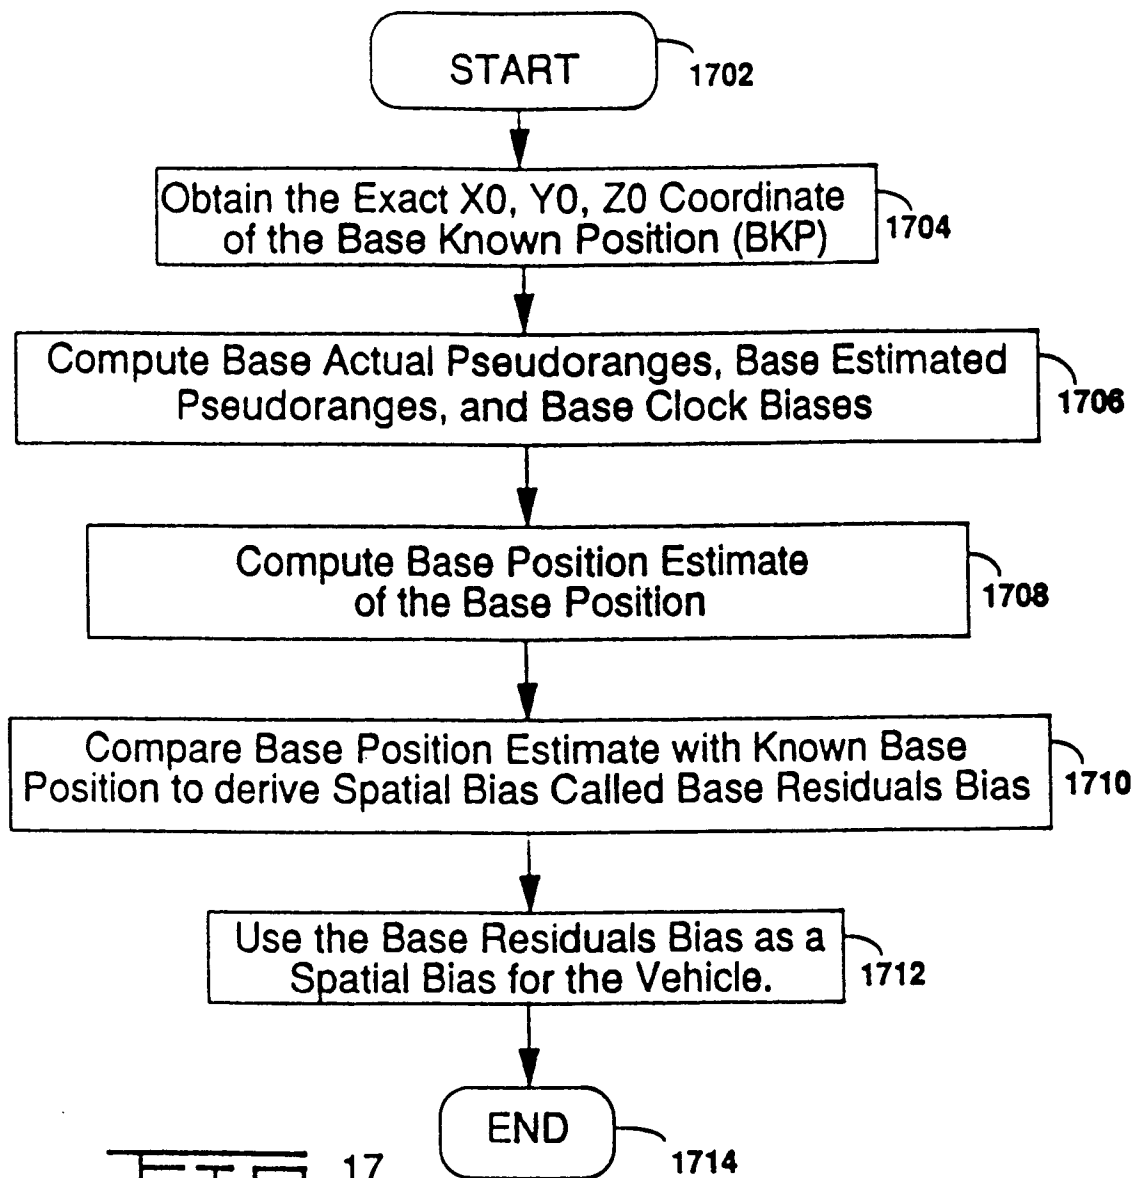 START
1702
Obtain the Exact X0, Y0, Z0 Coordinate
of the Base Known Position (BKP)
1704
Compute Base Actual Pseudoranges, Base Estimated
Pseudoranges, and Base Clock Biases
1706
Compute Base Position Estimate
of the Base Position
1708
Compare Base Position Estimate with Known Base
Position to derive Spatial Bias Called Base Residuals Bias
1710
Use the Base Residuals Bias as a
Spatial Bias for the Vehicle.
1712
END
1714
17